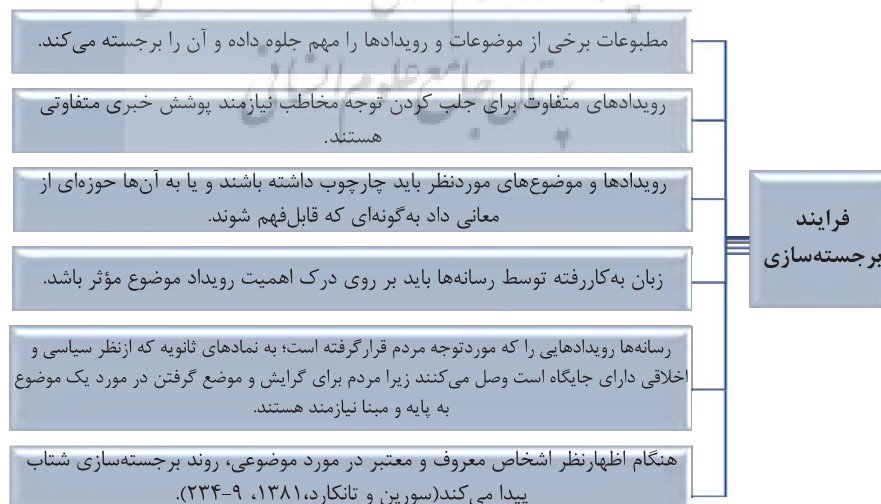 مطبوعات برخی از موضوعات و رویدادها را مهم جلوه داده و آن را برجسته می‌کند.
رویدادهای متفاوت برای جلب کردن توجه مخاطب نیازمند پوشش خبری متفاوتی
هستند.
رویدادها و موضوع‌های موردنظر باید چارچوب داشته باشند و یا به آن‌ها حوزه‌ای از
معانی داد به‌گونه‌ای که قابل‌فهم شوند.
فرایند
برجسته‌سازی
زبان به‌کاررفته توسط رسانه‌ها باید بر روی درک اهمیت رویداد موضوع مؤثر باشد.
رسانه‌ها رویدادهایی را که موردتوجه مردم قرارگرفته است؛ به نمادهای ثانویه که ازنظر سیاسی و
اخلاقی دارای جایگاه است وصل می‌کنند زیرا مردم برای گرایش و موضع گرفتن در مورد یک موضوع
به پایه و مبنا نیازمند هستند.
هنگام اظهارنظر اشخاص معروف و معتبر در مورد موضوعی، روند برجسته‌سازی شتاب
پیدا می‌کند(سورین و تانکارد،۱۳۸۱، ۹-۲۳۴).
پرتال جامع علوم انسانی